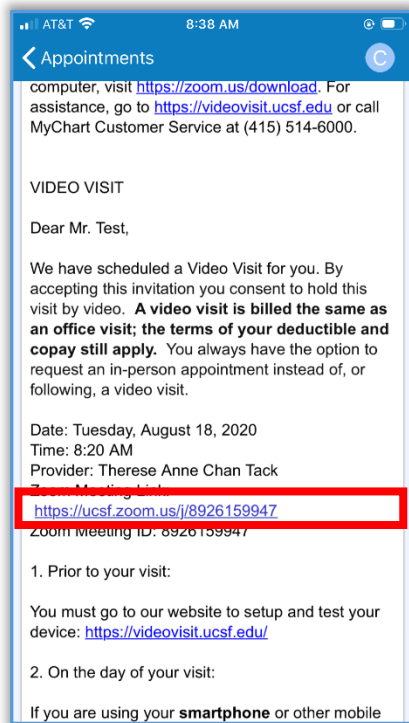 AT&T 8:38 AM
Appointments C
computer, visit https://zoom.us/download. For
assistance, go to https://videovisit.ucsf.edu or call
MyChart Customer Service at (415) 514-6000.
VIDEO VISIT
Dear Mr. Test,
We have scheduled a Video Visit for you. By
accepting this invitation you consent to hold this
visit by video. A video visit is billed the same as
an office visit; the terms of your deductible and
copay still apply. You always have the option to
request an in-person appointment instead of, or
following, a video visit.
Date: Tuesday, August 18, 2020
Time: 8:20 AM
Provider: Therese Anne Chan Tack
Zoom Meeting Link:
https://ucsf.zoom.us/j/8926159947
Zoom Meeting ID: 8926159947
1. Prior to your visit:
You must go to our website to setup and test your
device: https://videovisit.ucsf.edu/
2. On the day of your visit:
If you are using your smartphone or other mobile